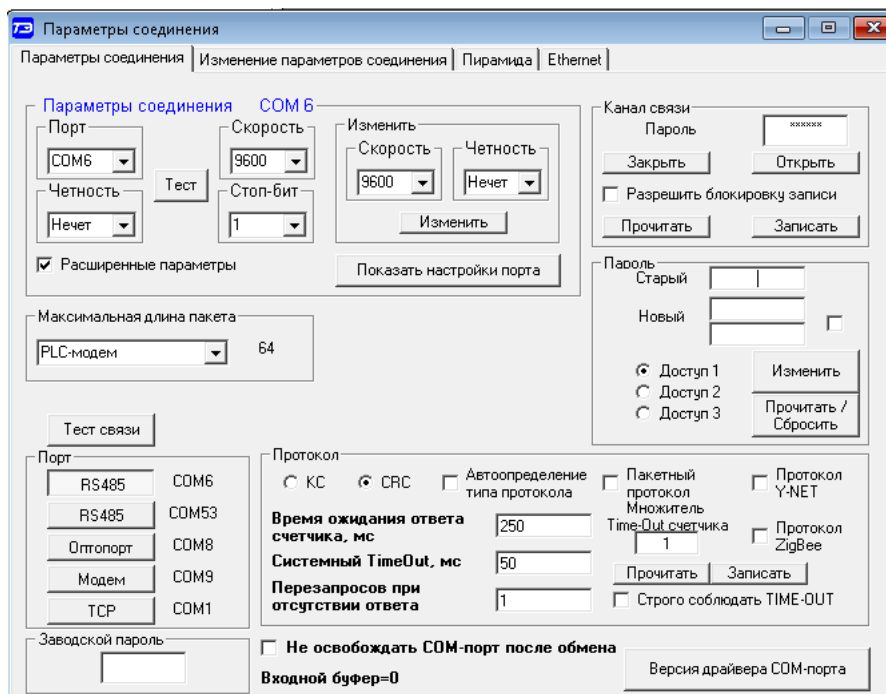 ТЭ Параметры соединения
Параметры соединения Изменение параметров соединения Пирамида Ethernet
Параметры соединения COM 6
Порт
COM6
Четность
Нечет
Тест
Скорость
9600
Стоп-бит
1
Изменить
Скорость
9600
Четность
Нечет
Изменить
Расширенные параметры
Показать настройки порта
Канал связи
Пароль
××××××
Закрыть Открыть
Разрешить блокировку записи
Прочитать Записать
Пароль
Старый
Новый
Доступ 1
Доступ 2
Доступ 3
Изменить
Прочитать /
Сбросить
Максимальная длина пакета
PLC-модем 64
Тест связи
Порт
RS485 COM6
RS485 COM53
Оптопорт COM8
Модем COM9
TCP COM1
Протокол
КС CRC
Автоопределение
типа протокола
Пакетный
протокол
Протокол
Y-NET
Время ожидания ответа
счетчика, мс
250
Множитель
Time-Out счетчика
1
Протокол
ZigBee
Системный TimeOut, мс
50
Прочитать Записать
Перезапросов при
отсутствии ответа
1
Строго соблюдать TIME-OUT
Заводской пароль
Не освобождать COM-порт после обмена
Входной буфер=0
Версия драйвера COM-порта